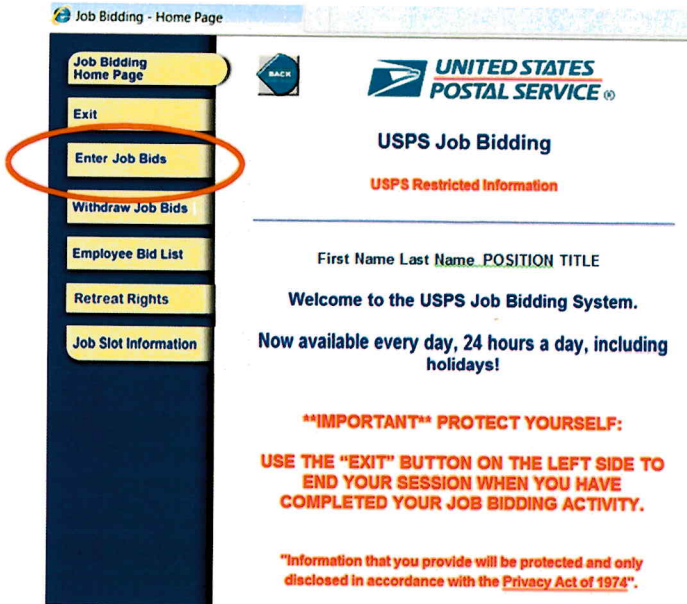 Job Bidding - Home Page
Job Bidding
Home Page
Exit
Enter Job Bids
Withdraw Job Bids
Employee Bid List
Retreat Rights
Job Slot Information
BACK
UNITED STATES
POSTAL SERVICE ®
USPS Job Bidding
USPS Restricted Information
First Name Last Name POSITION TITLE
Welcome to the USPS Job Bidding System.
Now available every day, 24 hours a day, including
holidays!
**IMPORTANT** PROTECT YOURSELF:
USE THE “EXIT” BUTTON ON THE LEFT SIDE TO
END YOUR SESSION WHEN YOU HAVE
COMPLETED YOUR JOB BIDDING ACTIVITY.
"Information that you provide will be protected and only
disclosed in accordance with the Privacy Act of 1974".